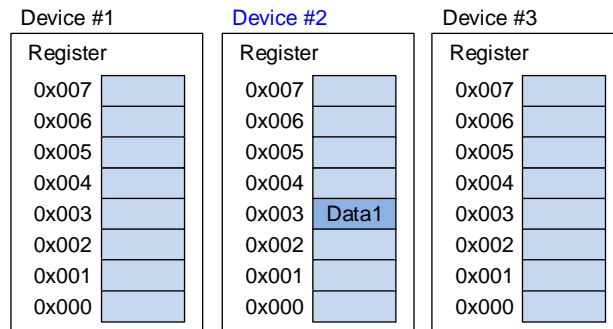 Device #1 Device #2 Device #3
Register Register Register
0x007 0x007 0x007
0x006 0x006 0x006
0x005 0x005 0x005
0x004 0x004 0x004
0x003 0x003 Data1 0x003
0x002 0x002 0x002
0x001 0x001 0x001
0x000 0x000 0x000